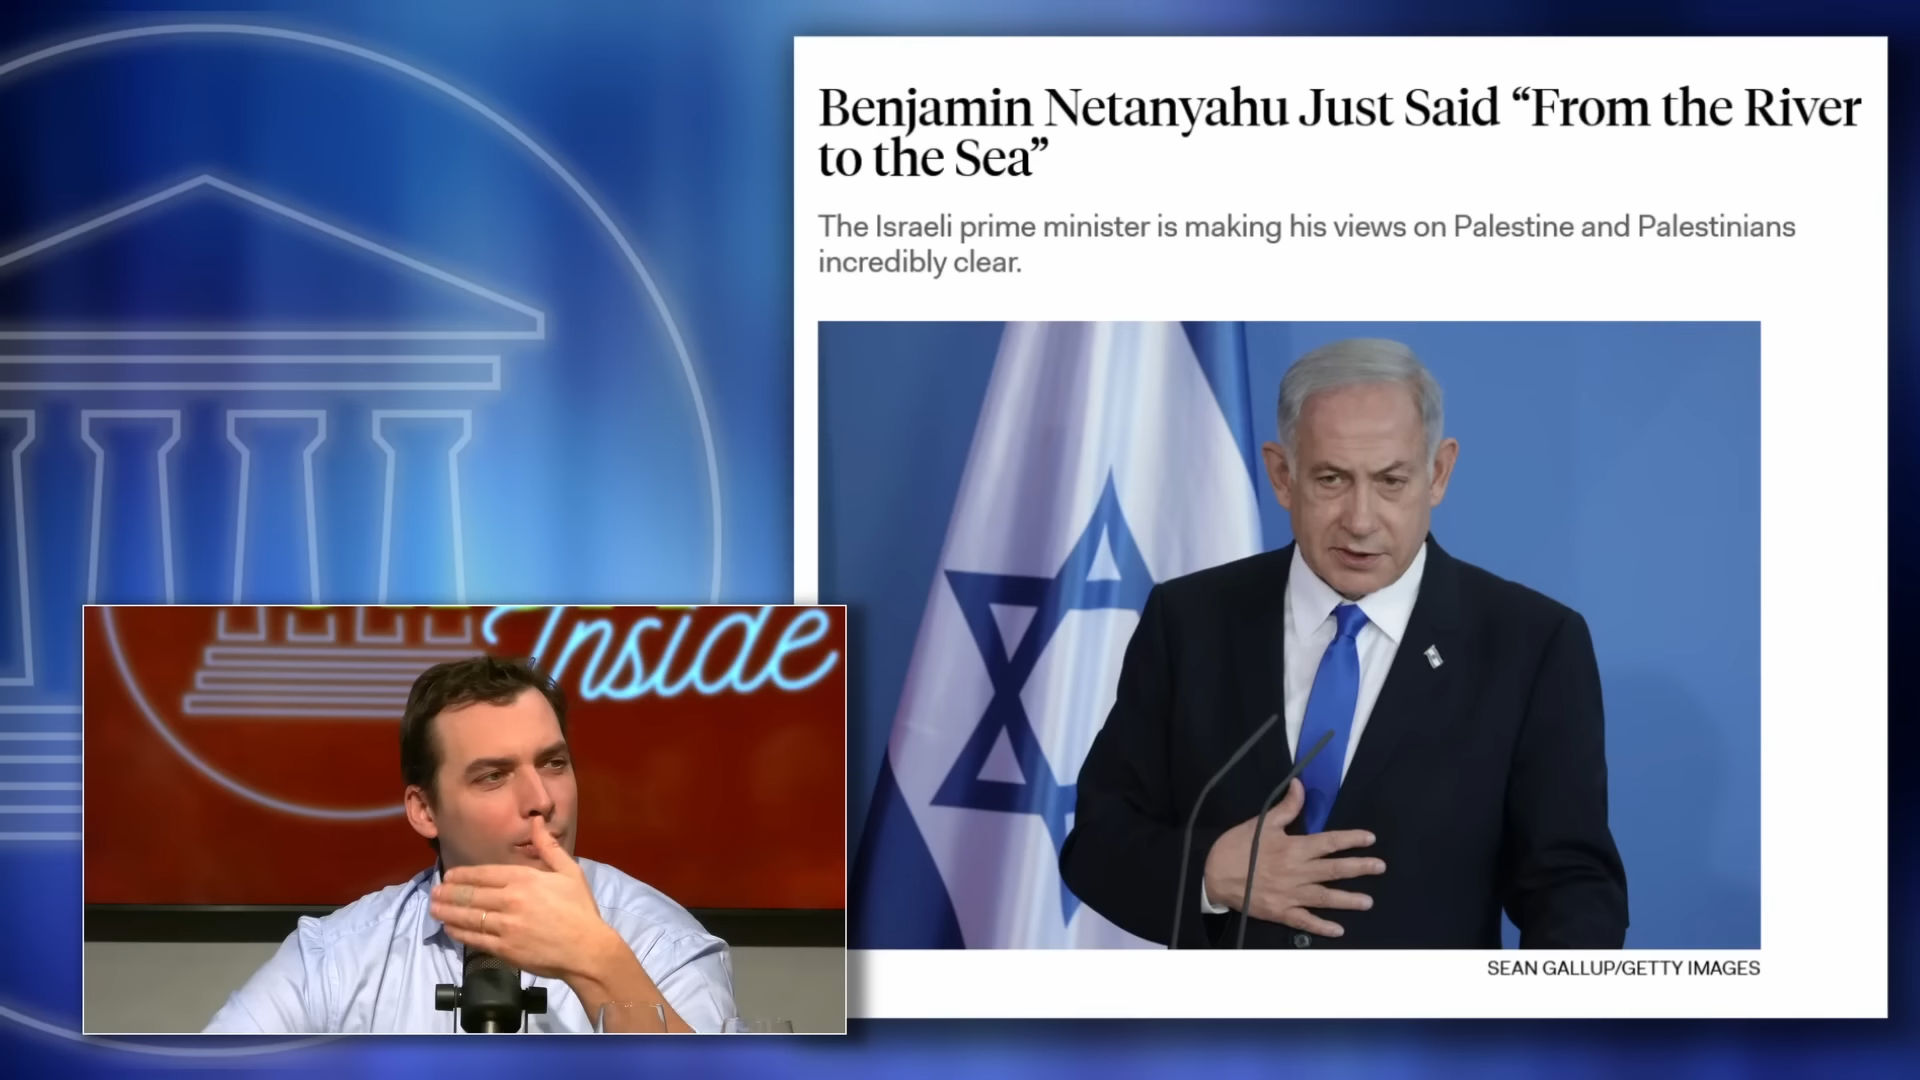 Benjamin Netanyahu Just Said “From the River
to the Sea”
The Israeli prime minister is making his views on Palestine and Palestinians
incredibly clear.
SEAN GALLUP/GETTY IMAGES
Inside